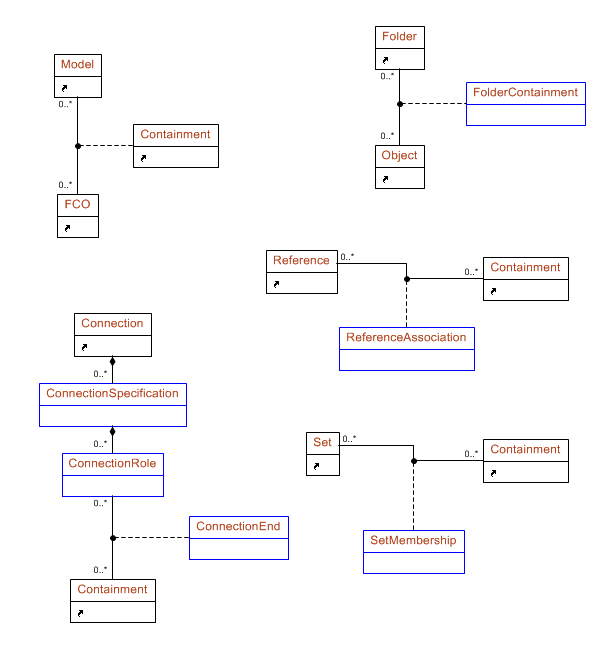 Model
0..*
Containment
0..*
FCO
Folder
0..*
FolderContainment
0..*
Object
Reference
0..*
0..*
Containment
ReferenceAssociation
Connection
0..*
ConnectionSpecification
0..*
ConnectionRole
0..*
ConnectionEnd
0..*
Containment
Set
0..*
0..*
Containment
SetMembership